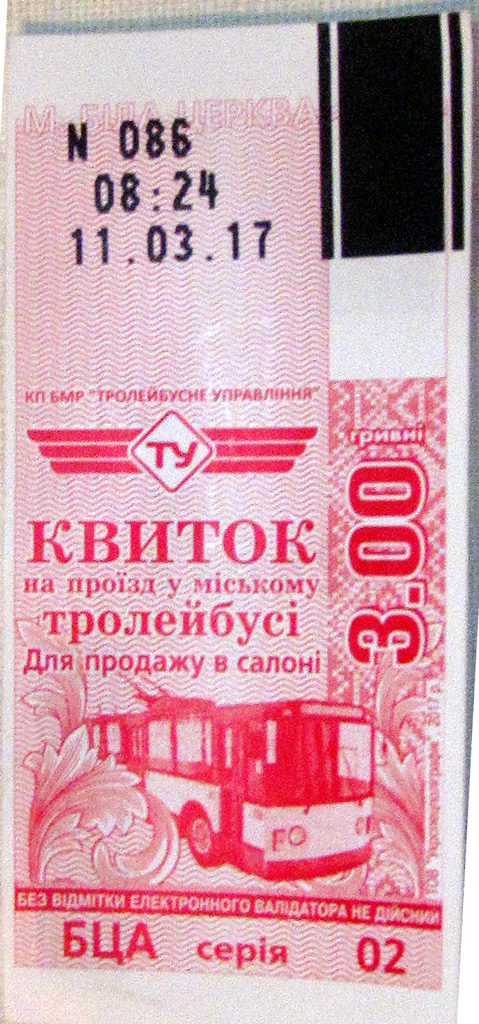 М. БІЛА ЦЕРКВА
N 086
08:24
11.03.17
КП БМР "ТРОЛЕЙБУСНЕ УПРАВЛІННЯ"
ТУ
гривні
3.00
КВИТОК
на проїзд у міському
тролейбусі
Для продажу в салоні
БЕЗ ВІДМІТКИ ЕЛЕКТРОННОГО ВАЛІДАТОРА НЕ ДІЙСНИЙ
БЦА серія 02